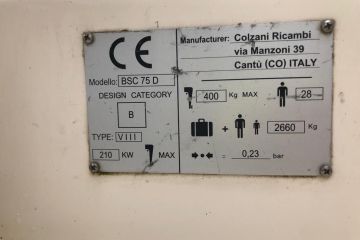 CE
Modello: BSC 75 D
DESIGN CATEGORY
B
TYPE: VIII
210 KW MAX
Manufacturer: Colzani Ricambi
via Manzoni 39
Cantù (CO) ITALY
400 Kg MAX 28
+ 2660 Kg
= 0,23 bar